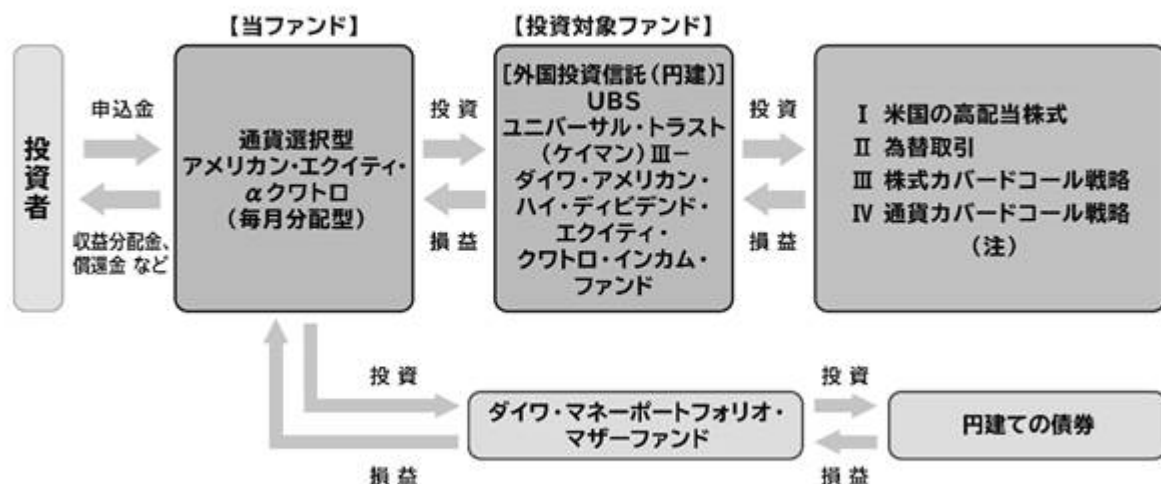 【当ファンド】
【投資対象ファンド】
投資者
申込金
収益分配金、
償還金 など
通貨選択型
アメリカン・エクイティ・
αクワトロ
（毎月分配型）
投資
損益
［外国投資信託（円建）］
UBS
ユニバーサル・トラスト
（ケイマン）Ⅲ－
ダイワ・アメリカン・
ハイ・ディビデンド・
エクイティ・
クワトロ・インカム・
ファンド
投資
損益
Ⅰ 米国の高配当株式
Ⅱ 為替取引
Ⅲ 株式カバードコール戦略
Ⅳ 通貨カバードコール戦略
（注）
投資
損益
ダイワ・マネーポートフォリオ・
マザーファンド
投資
損益
円建ての債券